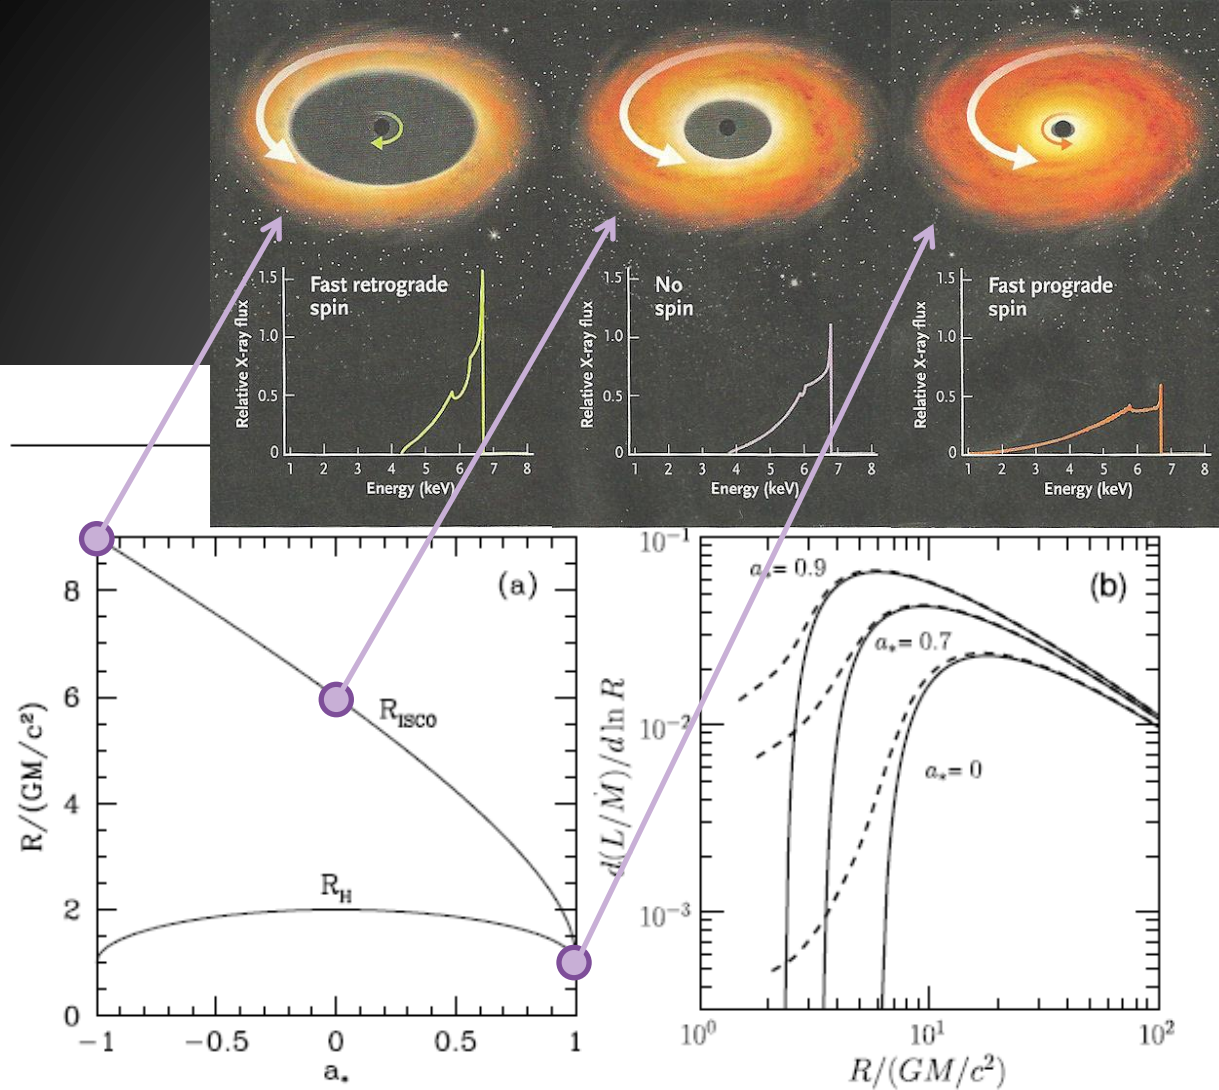 Fast retrograde
spin
Relative X-ray flux
1.5
1.0
0.5
0
1 2 3 4 5 6 7 8
Energy (keV)
No
spin
Relative X-ray flux
1.5
1.0
0.5
0
1 2 3 4 5 6 7 8
Energy (keV)
Fast prograde
spin
Relative X-ray flux
1.5
1.0
0.5
0
1 2 3 4 5 6 7 8
Energy (keV)
(a)
R/(GM/c²)
8
6
4
2
0
R_ISCO
R_H
−1 −0.5 0 0.5 1
a*
(b)
d(L/Ṁ)/d ln R
10⁻¹
10⁻²
10⁻³
a*= 0.9
a*= 0.7
a*= 0
10⁰ 10¹ 10²
R/(GM/c²)